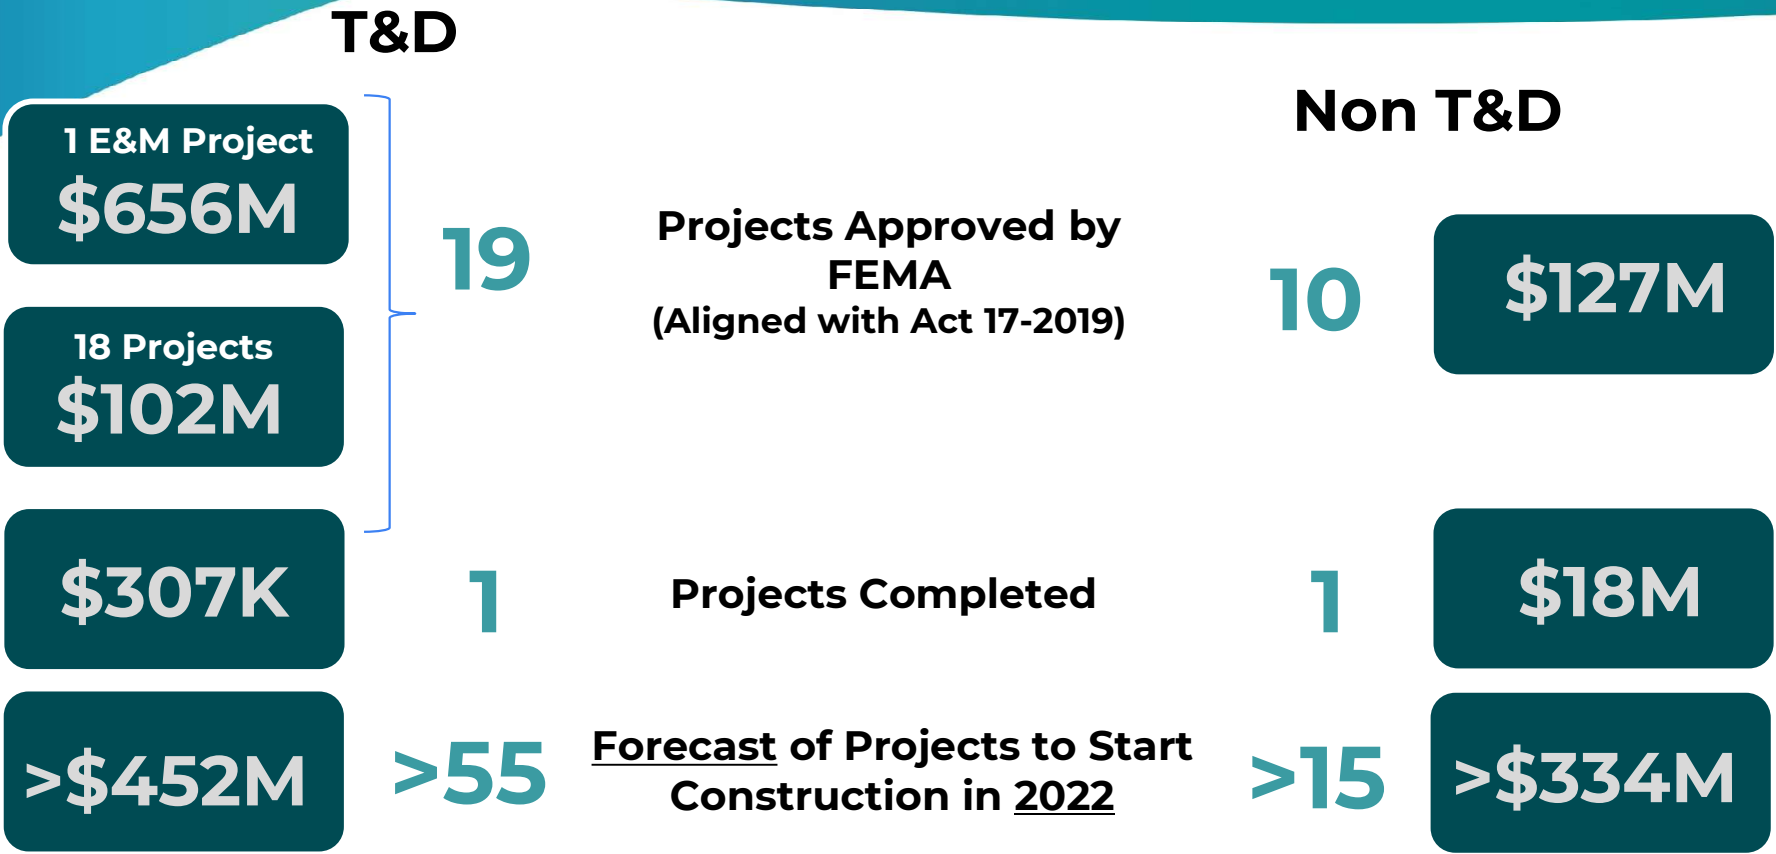 T&D
Non T&D
1 E&M Project
$656M
18 Projects
$102M
19
Projects Approved by
FEMA
(Aligned with Act 17-2019)
10
$127M
$307K
1
Projects Completed
1
$18M
>$452M
>55
Forecast of Projects to Start
Construction in 2022
>15
>$334M